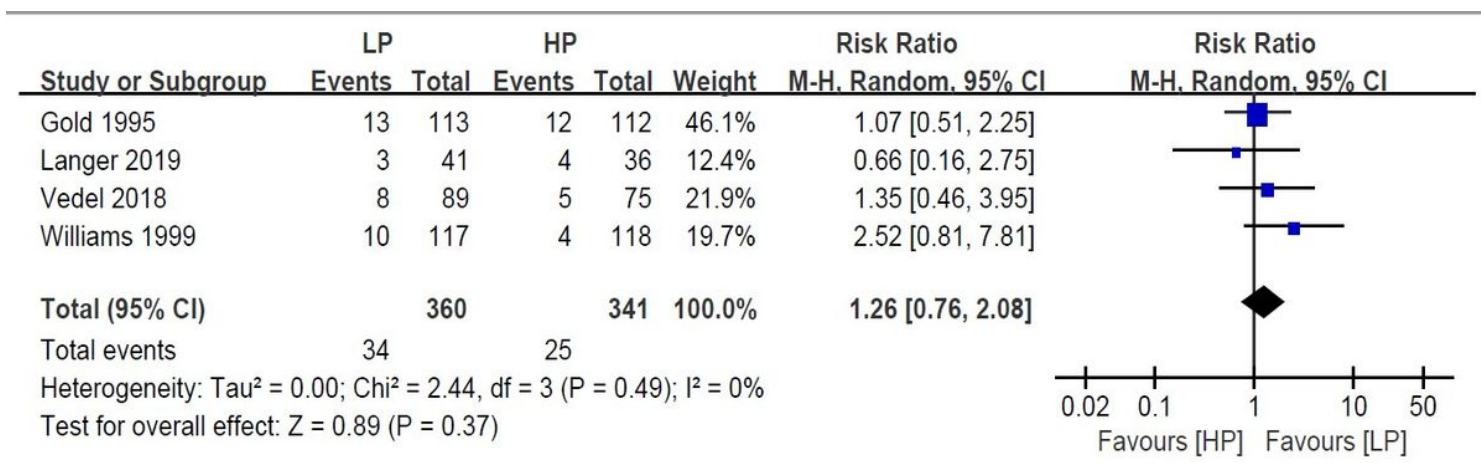 LP HP Risk Ratio Risk Ratio
Study or Subgroup Events Total Events Total Weight M-H, Random, 95% CI M-H, Random, 95% CI
Gold 1995 13 113 12 112 46.1% 1.07 [0.51, 2.25]
Langer 2019 3 41 4 36 12.4% 0.66 [0.16, 2.75]
Vedel 2018 8 89 5 75 21.9% 1.35 [0.46, 3.95]
Williams 1999 10 117 4 118 19.7% 2.52 [0.81, 7.81]
Total (95% CI) 360 341 100.0% 1.26 [0.76, 2.08]
Total events 34 25
Heterogeneity: Tau² = 0.00; Chi² = 2.44, df = 3 (P = 0.49); I² = 0%
Test for overall effect: Z = 0.89 (P = 0.37)
0.02 0.1 1 10 50
Favours [HP] Favours [LP]